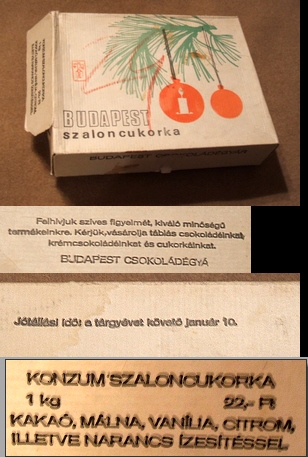 BUDAPEST
szaloncukorka
BUDAPEST CSOKOLÁDÉGYÁR
Felhívjuk szíves figyelmét, kiváló minőségű
termékeinkre. Kérjük,vásárolja táblás csokoládéinkat,
krémcsokoládéinkat és cukorkáinkat.
BUDAPEST CSOKOLÁDÉGYÁ
Jótállási idő: a tárgyévet követő január 10.
KONZUM SZALONCUKORKA
1 kg 22,- Ft
KAKAÓ, MÁLNA, VANÍLIA, CITROM,
ILLETVE NARANCS ÍZESÍTÉSSEL